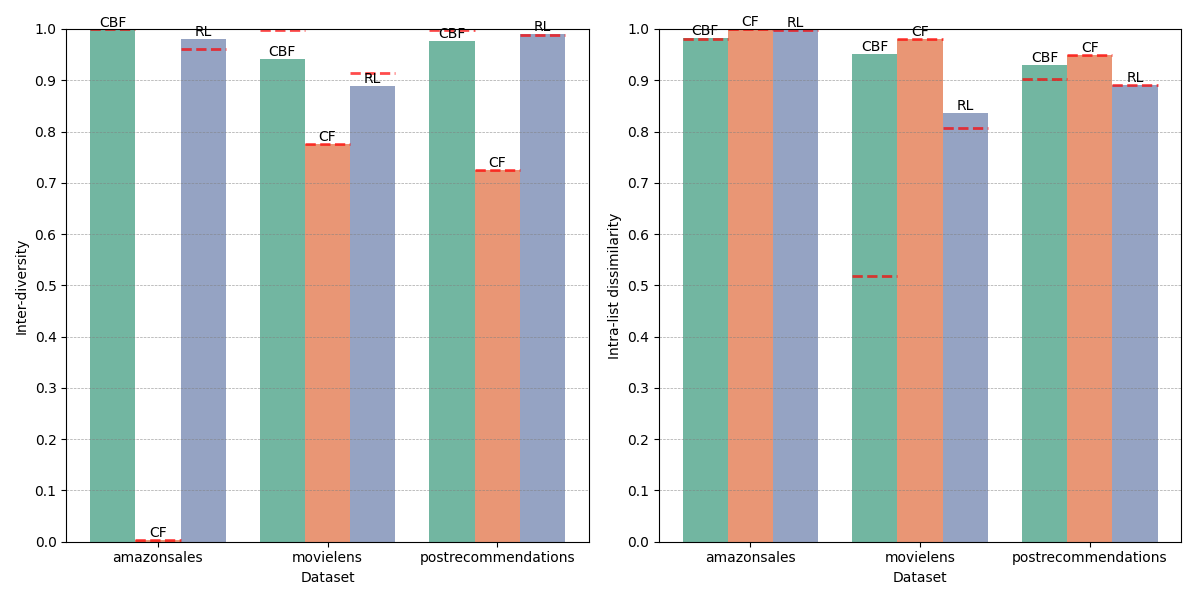 Inter-diversity
1.0
0.9
0.8
0.7
0.6
0.5
0.4
0.3
0.2
0.1
0.0
CBF
CF
RL
CBF
CF
RL
CBF
CF
RL
amazonsales
movielens
postrecommendations
Dataset
Intra-list dissimilarity
1.0
0.9
0.8
0.7
0.6
0.5
0.4
0.3
0.2
0.1
0.0
CBF
CF
RL
CBF
CF
RL
CBF
CF
RL
amazonsales
movielens
postrecommendations
Dataset